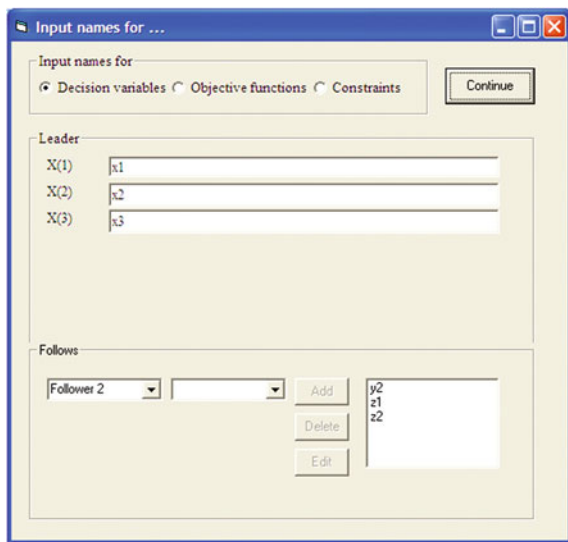 Input names for ...
Input names for
Decision variables Objective functions Constraints
Continue
Leader
X(1) x1
X(2) x2
X(3) x3
Follows
Follower 2
Add
Delete
Edit
y2
z1
z2